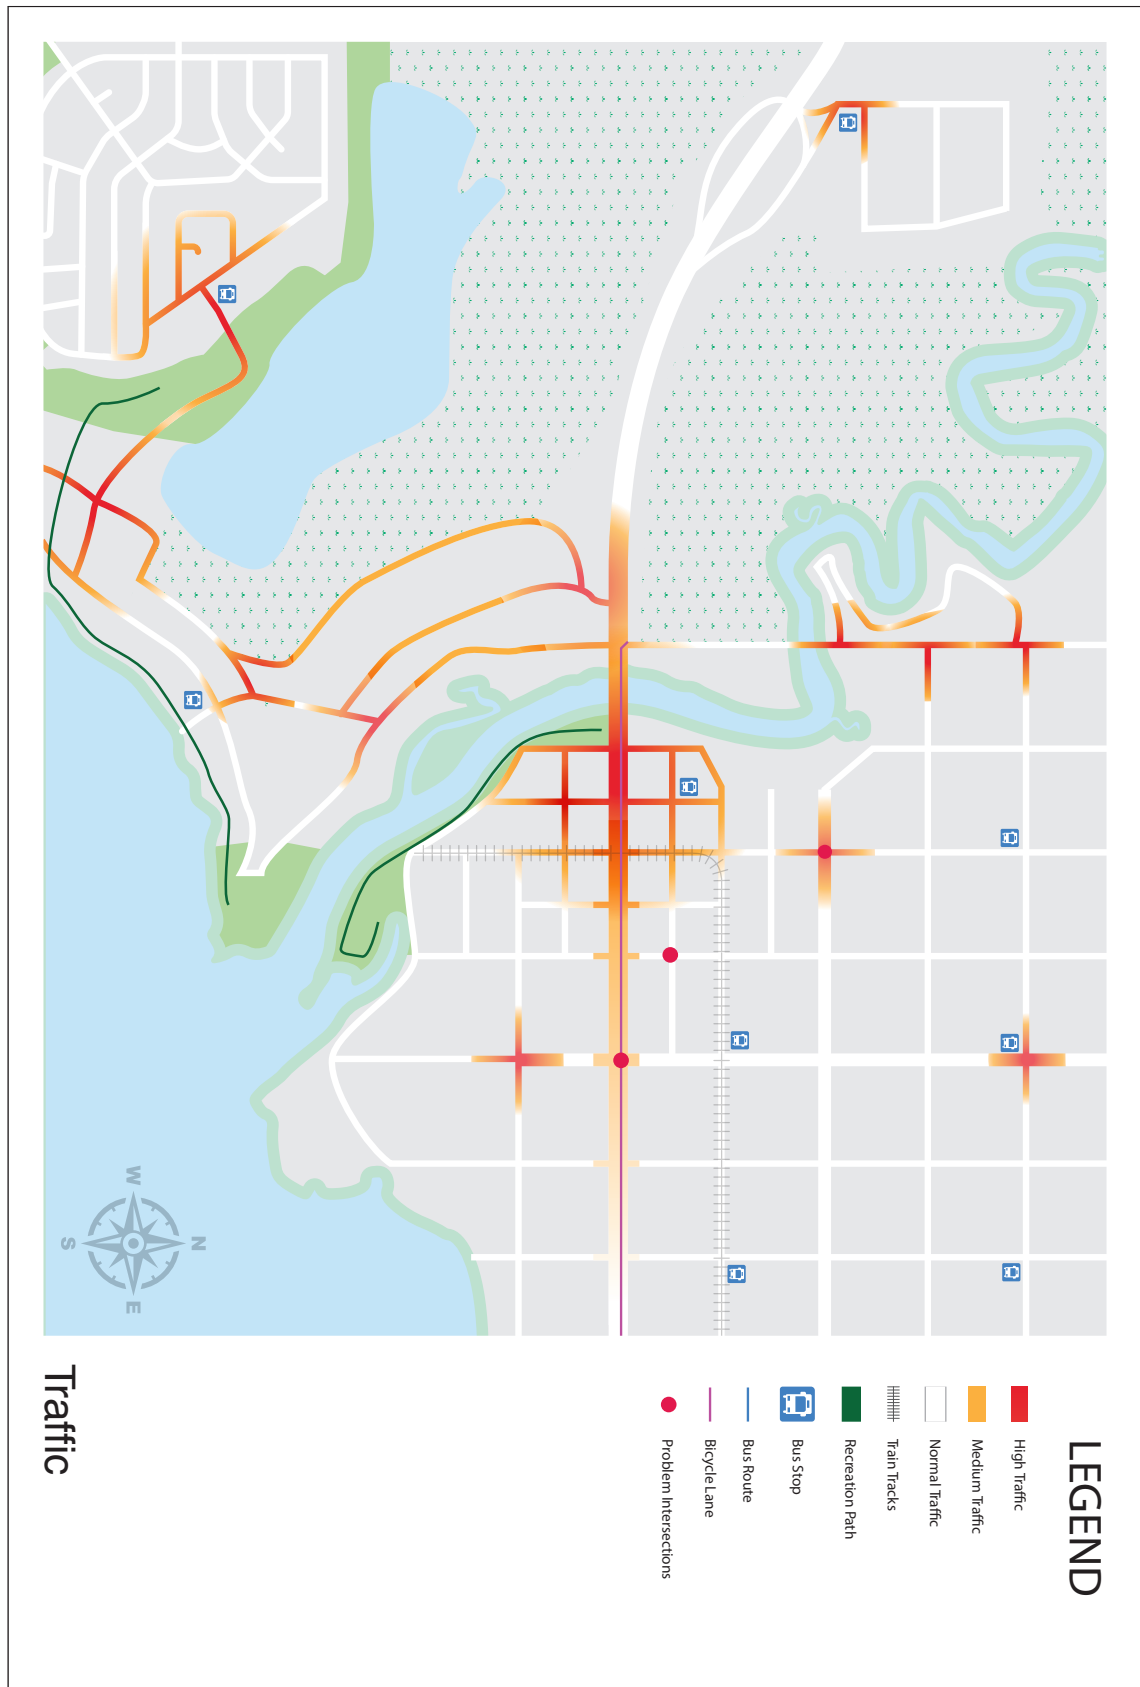 LEGEND
High Traffic
Medium Traffic
Normal Traffic
Train Tracks
Recreation Path
Bus Stop
Bus Route
Bicycle Lane
Problem Intersections
Traffic
N
W
E
S